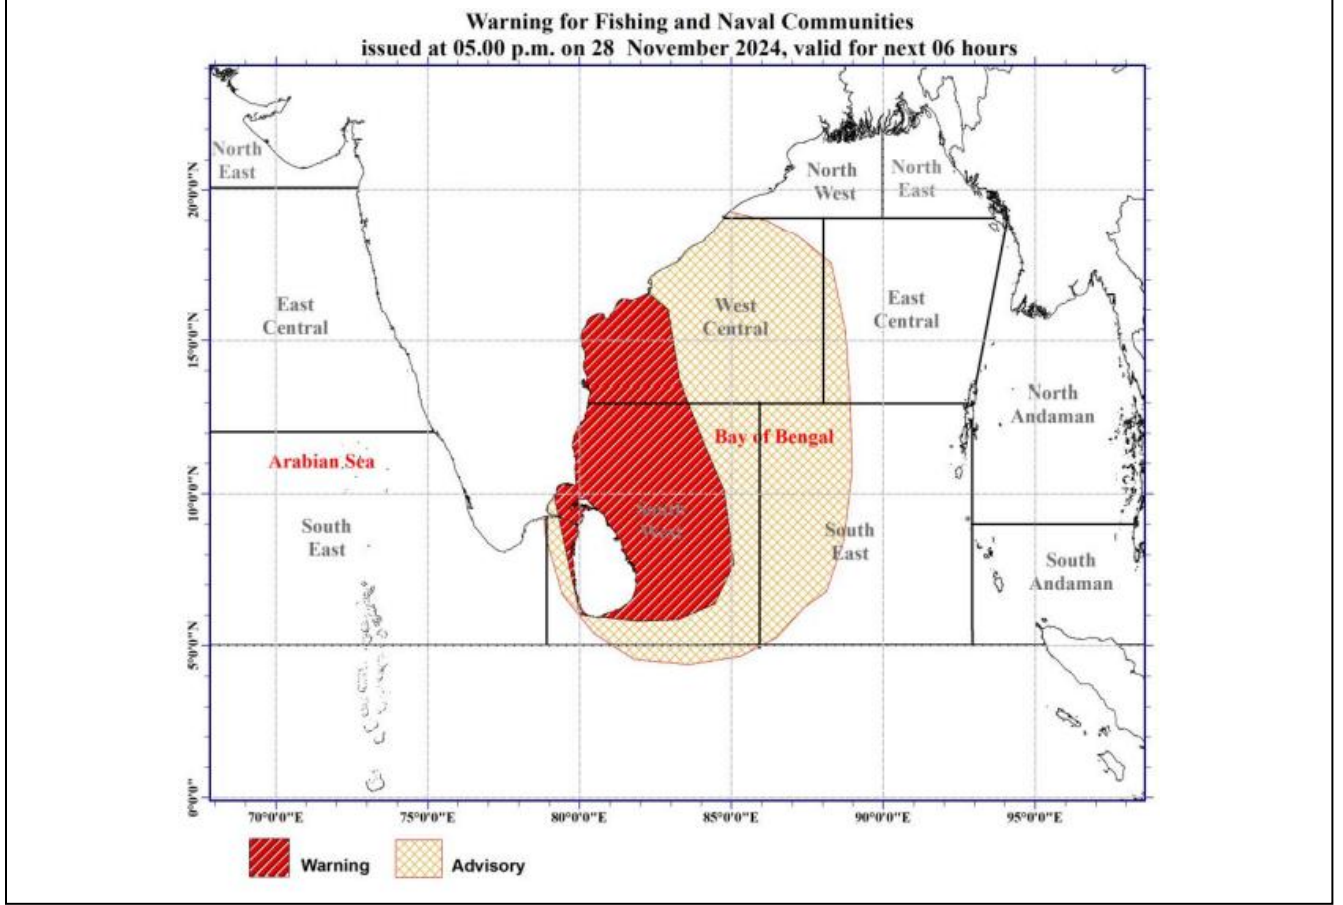 Warning for Fishing and Naval Communities
issued at 05.00 p.m. on 28 November 2024, valid for next 06 hours
North
East
North
West
North
East
20°0'0"N
East
Central
West
Central
East
Central
15°0'0"N
North
Andaman
Arabian Sea
Bay of Bengal
10°0'0"N
South
East
South
West
South
East
South
Andaman
5°0'0"N
0°0'0"
70°0'0"E
75°0'0"E
80°0'0"E
85°0'0"E
90°0'0"E
95°0'0"E
Warning
Advisory